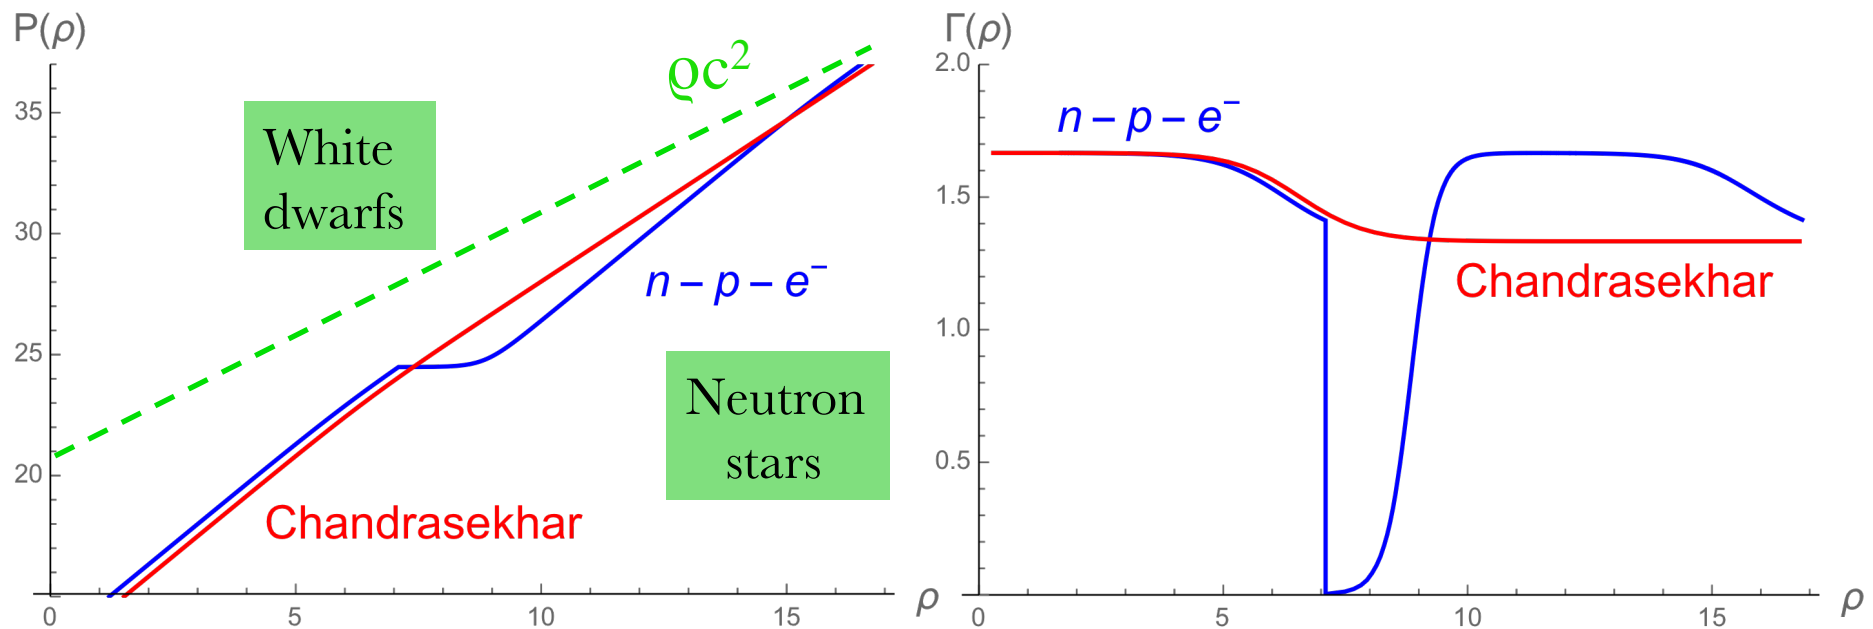 P(ρ)
35
30
25
20
0
5
10
15
ρ
ϱc²
White
dwarfs
n – p – e⁻
Neutron
stars
Chandrasekhar
Γ(ρ)
2.0
1.5
1.0
0.5
0
5
10
15
ρ
n – p – e⁻
Chandrasekhar